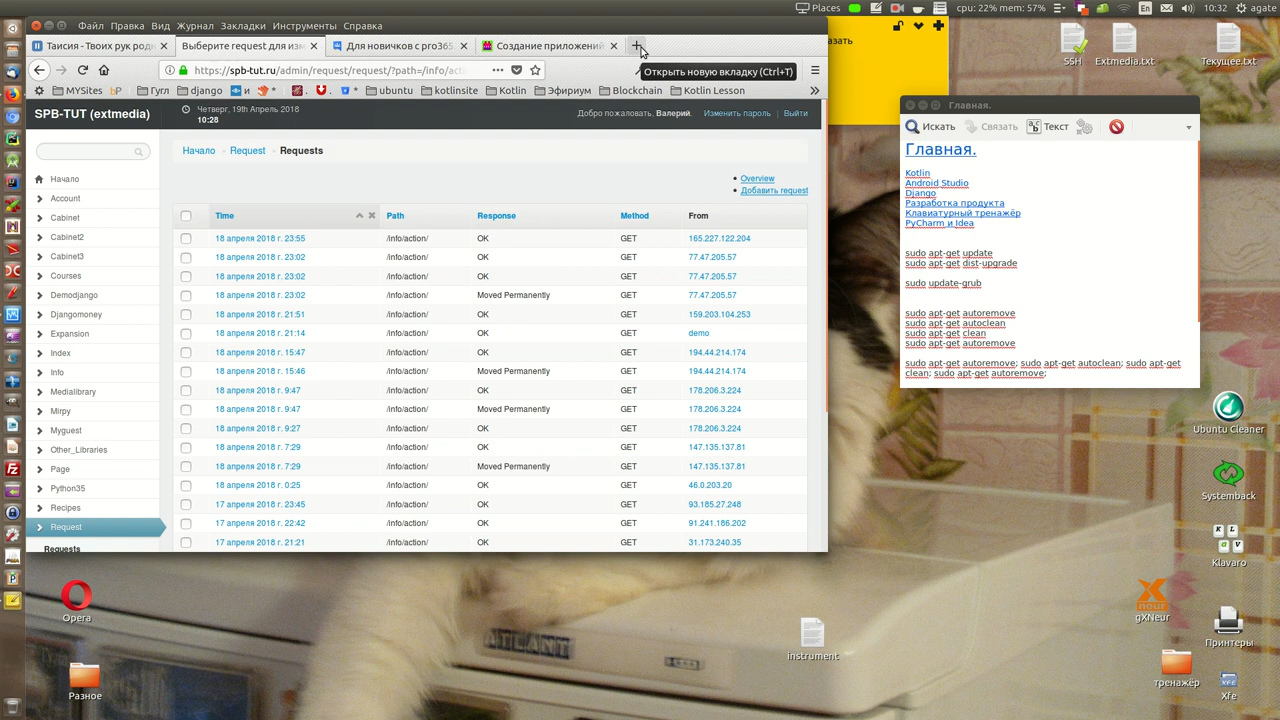 Places
cpu: 22% mem: 57%
En
10:32
agate
Файл Правка Вид Журнал Закладки Инструменты Справка
Таисия - Твоих рук род
Выберите request для изм
Для новичков с pro365
Создание приложений
Открыть новую вкладку (Ctrl+T)
https://spb-tut.ru/admin/request/request/?path=/info/act
MYSites
bP
Гугл
django
и
ubuntu
kotlinsite
Kotlin
Эфириум
Blockchain
Kotlin Lesson
SPB-TUT (extmedia)
Четверг, 19th Апрель 2018
10:28
Добро пожаловать, Валерий. Изменить пароль | Выйти
Начало
Account
Cabinet
Cabinet2
Cabinet3
Courses
Demodjango
Djangomoney
Expansion
Index
Info
Medialibrary
Mirpy
Myguest
Other_Libraries
Page
Python35
Recipes
Request
Requests
Начало Request Requests
Overview
Добавить request
Time Path Response Method From
18 апреля 2018 г. 23:55 /info/action/ OK GET 165.227.122.204
18 апреля 2018 г. 23:02 /info/action/ OK GET 77.47.205.57
18 апреля 2018 г. 23:02 /info/action/ OK GET 77.47.205.57
18 апреля 2018 г. 23:02 /info/action/ Moved Permanently GET 77.47.205.57
18 апреля 2018 г. 21:51 /info/action/ OK GET 159.203.104.253
18 апреля 2018 г. 21:14 /info/action/ OK GET demo
18 апреля 2018 г. 15:47 /info/action/ OK GET 194.44.214.174
18 апреля 2018 г. 15:46 /info/action/ Moved Permanently GET 194.44.214.174
18 апреля 2018 г. 9:47 /info/action/ OK GET 178.206.3.224
18 апреля 2018 г. 9:47 /info/action/ Moved Permanently GET 178.206.3.224
18 апреля 2018 г. 9:27 /info/action/ OK GET 178.206.3.224
18 апреля 2018 г. 7:29 /info/action/ OK GET 147.135.137.81
18 апреля 2018 г. 7:29 /info/action/ Moved Permanently GET 147.135.137.81
18 апреля 2018 г. 0:25 /info/action/ OK GET 46.0.203.20
17 апреля 2018 г. 23:45 /info/action/ OK GET 93.185.27.248
17 апреля 2018 г. 22:42 /info/action/ OK GET 91.241.186.202
17 апреля 2018 г. 21:21 /info/action/ OK GET 31.173.240.35
азать
SSH
Extmedia.txt
Текущее.txt
Главная.
Искать Связать Текст
Главная.
Kotlin
Android Studio
Django
Разработка продукта
Клавиатурный тренажёр
PyCharm и Idea
sudo apt-get update
sudo apt-get dist-upgrade
sudo update-grub
sudo apt-get autoremove
sudo apt-get autoclean
sudo apt-get clean
sudo apt-get autoremove
sudo apt-get autoremove; sudo apt-get autoclean; sudo apt-get
clean; sudo apt-get autoremove;
Ubuntu Cleaner
Systemback
K L
G V
Klavaro
X
neur
gXNeur
Принтеры
тренажёр
XFE
Xfe
Opera
Разное
instrument
ATLANT